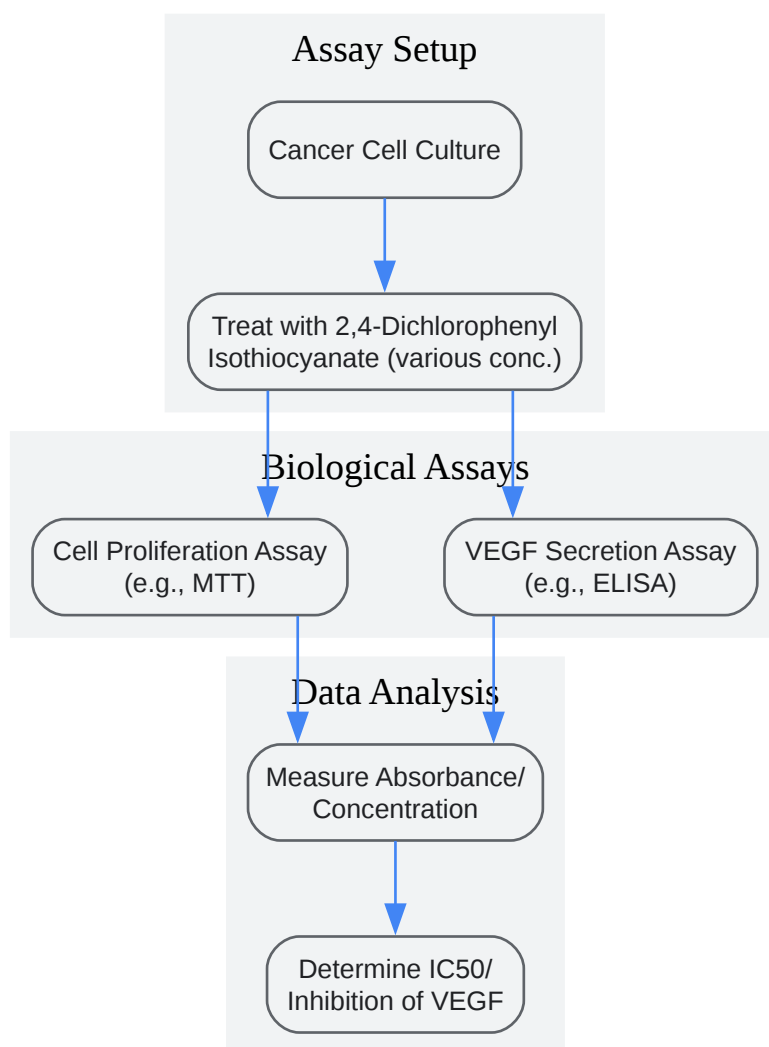 Assay Setup
Cancer Cell Culture
Treat with 2,4-Dichlorophenyl
Isothiocyanate (various conc.)
Biological Assays
Cell Proliferation Assay
(e.g., MTT)
VEGF Secretion Assay
(e.g., ELISA)
Data Analysis
Measure Absorbance/
Concentration
Determine IC50/
Inhibition of VEGF